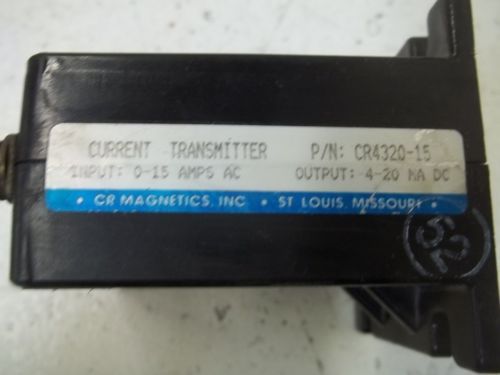 CURRENT TRANSMITTER P/N: CR4320-15
INPUT: 0-15 AMPS AC OUTPUT: 4-20 MA DC
• CR MAGNETICS, INC • ST LOUIS, MISSOURI •
52